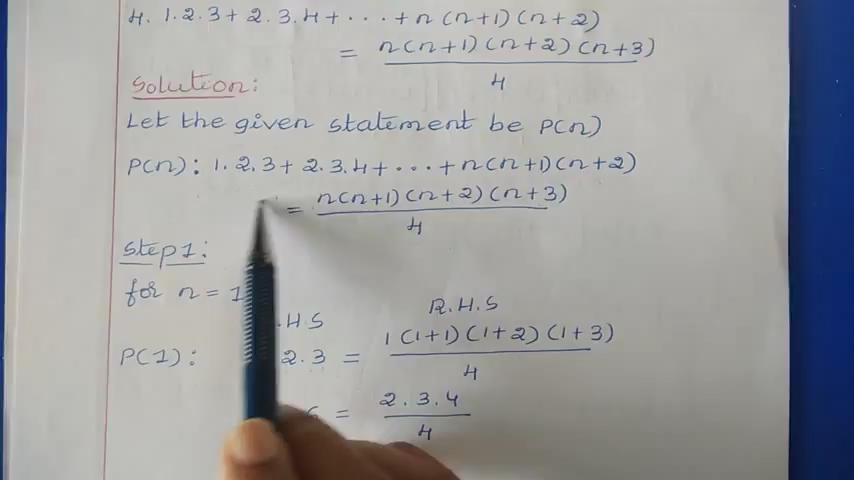 4. 1.2.3 + 2.3.4 + ... + n(n+1)(n+2)
= n(n+1)(n+2)(n+3)
4
Solution:
Let the given statement be P(n)
P(n): 1.2.3 + 2.3.4 + ... + n(n+1)(n+2)
= n(n+1)(n+2)(n+3)
4
Step1:
for n = 1
.H.S R.H.S
P(1): 2.3 = 1(1+1)(1+2)(1+3)
4
6 = 2.3.4
4